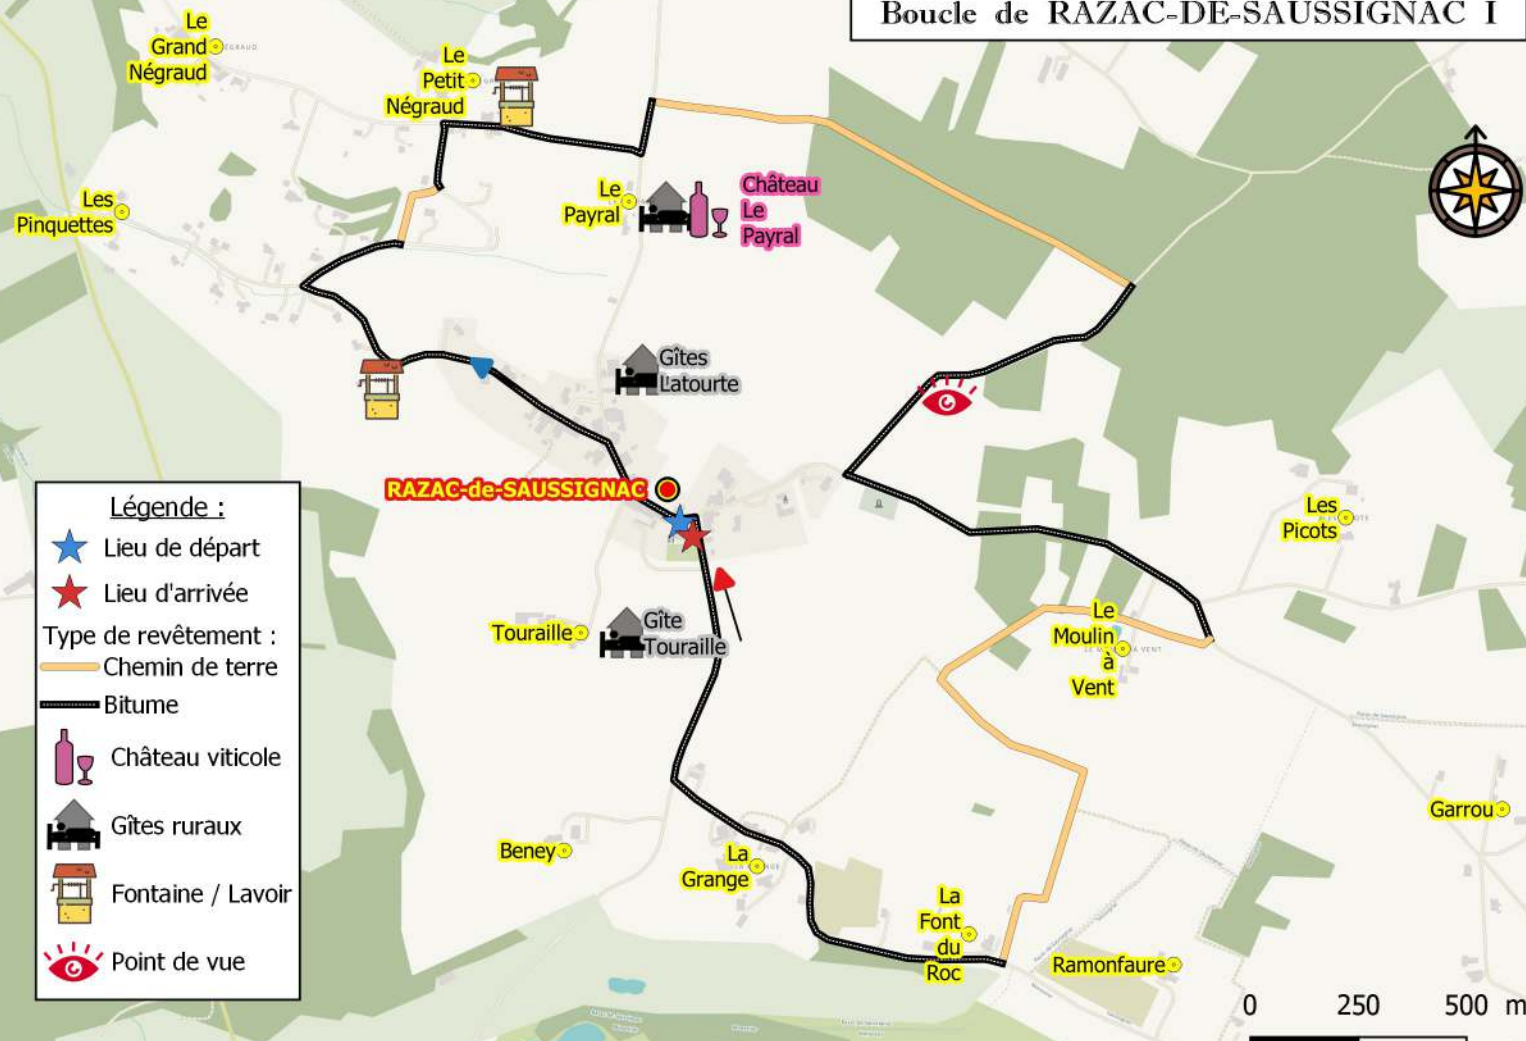 Boucle de RAZAC-DE-SAUSSIGNAC I
Le
Grand
Négraud
Le
Petit
Négraud
Les
Pinquettes
Le
Payral
Château
Le
Payral
Gîtes
Latourte
RAZAC-de-SAUSSIGNAC
Les
Picots
Touraille
Gîte
Touraille
Le
Moulin
à
Vent
Garrou
Beney
La
Grange
La
Font
du
Roc
Ramonfaure
Légende :
Lieu de départ
Lieu d'arrivée
Type de revêtement :
Chemin de terre
Bitume
Château viticole
Gîtes ruraux
Fontaine / Lavoir
Point de vue
0 250 500 m